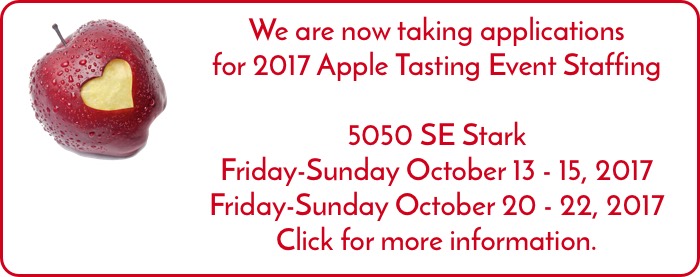 We are now taking applications
for 2017 Apple Tasting Event Staffing
5050 SE Stark
Friday-Sunday October 13 - 15, 2017
Friday-Sunday October 20 - 22, 2017
Click for more information.